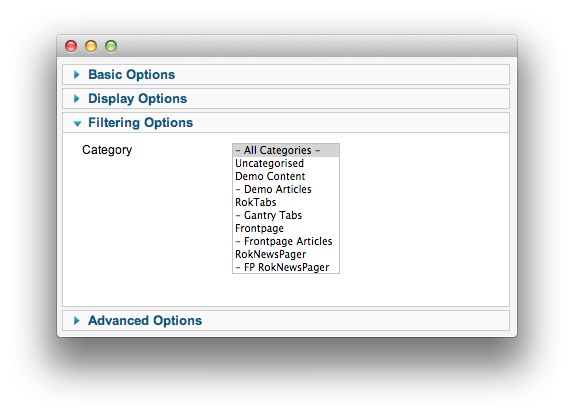 Basic Options
Display Options
Filtering Options
Category
- All Categories -
Uncategorised
Demo Content
- Demo Articles
RokTabs
- Gantry Tabs
Frontpage
- Frontpage Articles
RokNewsPager
- FP RokNewsPager
Advanced Options